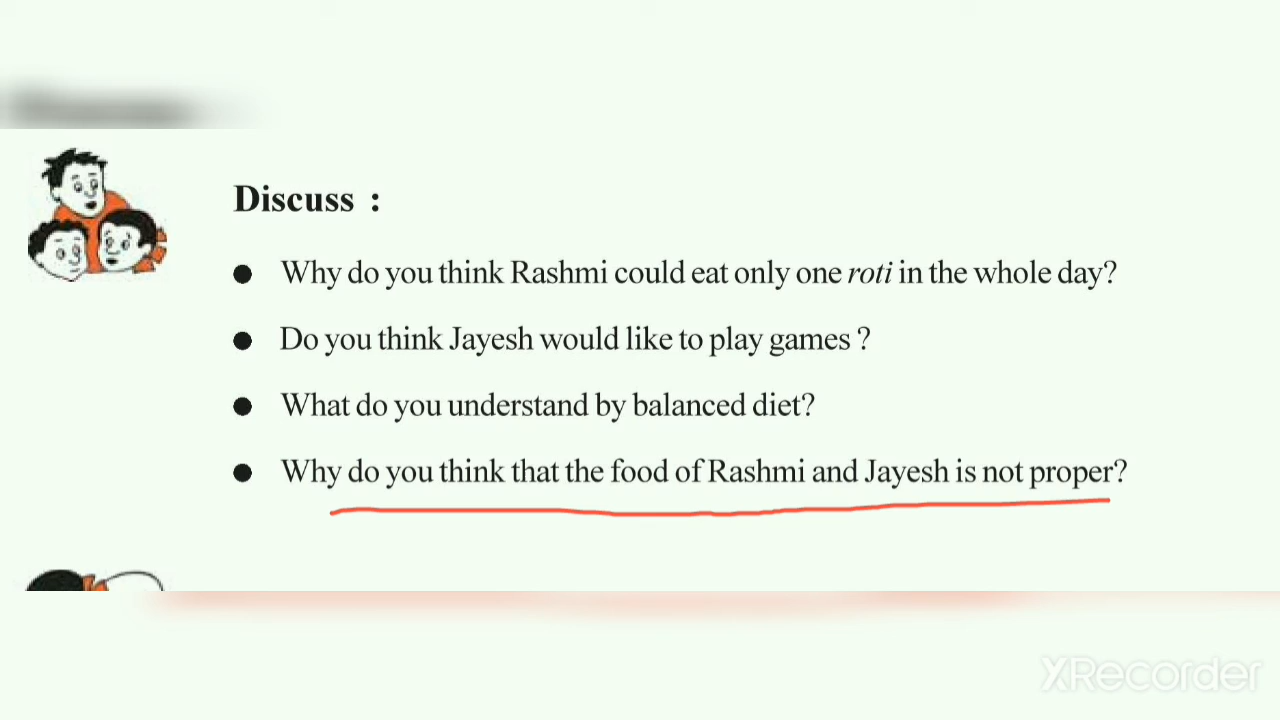 Discuss :
● Why do you think Rashmi could eat only one roti in the whole day?
● Do you think Jayesh would like to play games ?
● What do you understand by balanced diet?
● Why do you think that the food of Rashmi and Jayesh is not proper?
XRecorder